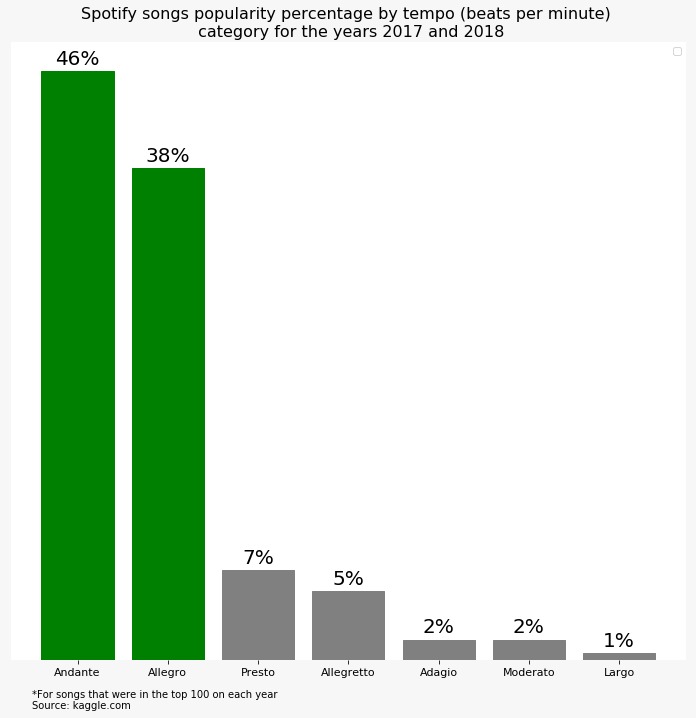 Spotify songs popularity percentage by tempo (beats per minute)
category for the years 2017 and 2018
46%
38%
7%
5%
2%
2%
1%
Andante
Allegro
Presto
Allegretto
Adagio
Moderato
Largo
*For songs that were in the top 100 on each year
Source: kaggle.com